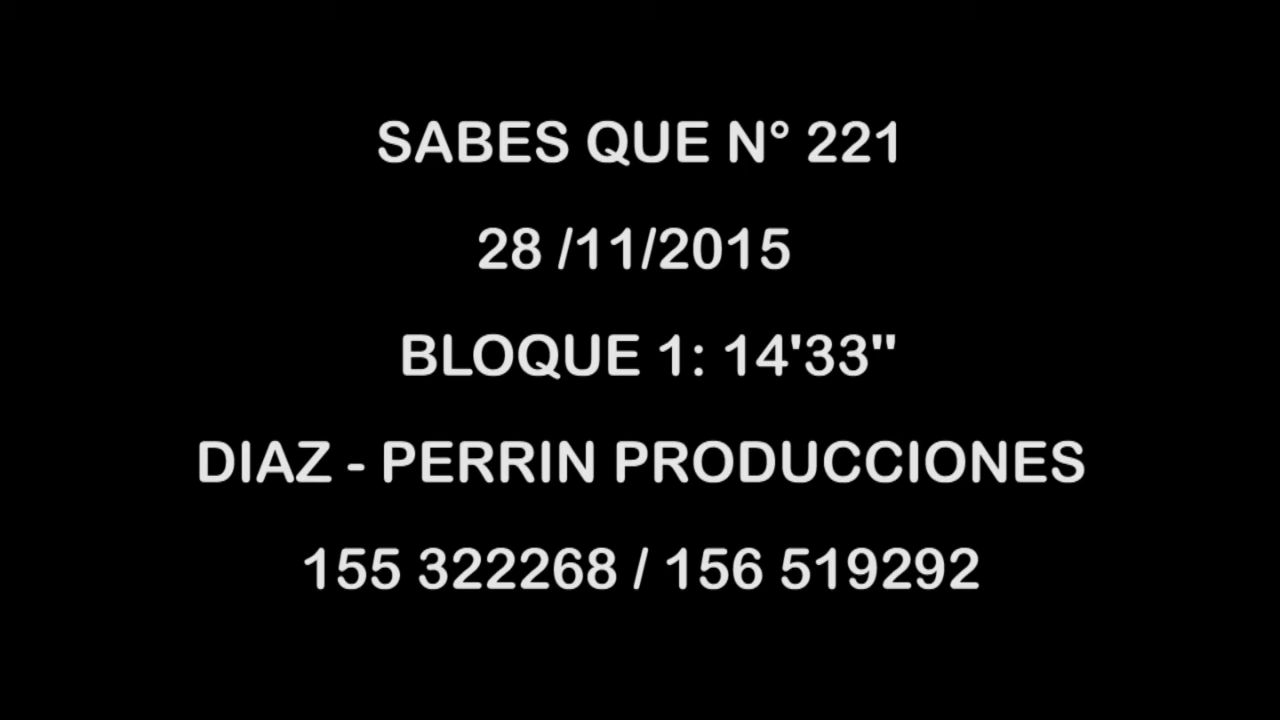 SABES QUE N° 221
28 /11/2015
BLOQUE 1: 14'33"
DIAZ - PERRIN PRODUCCIONES
155 322268 / 156 519292